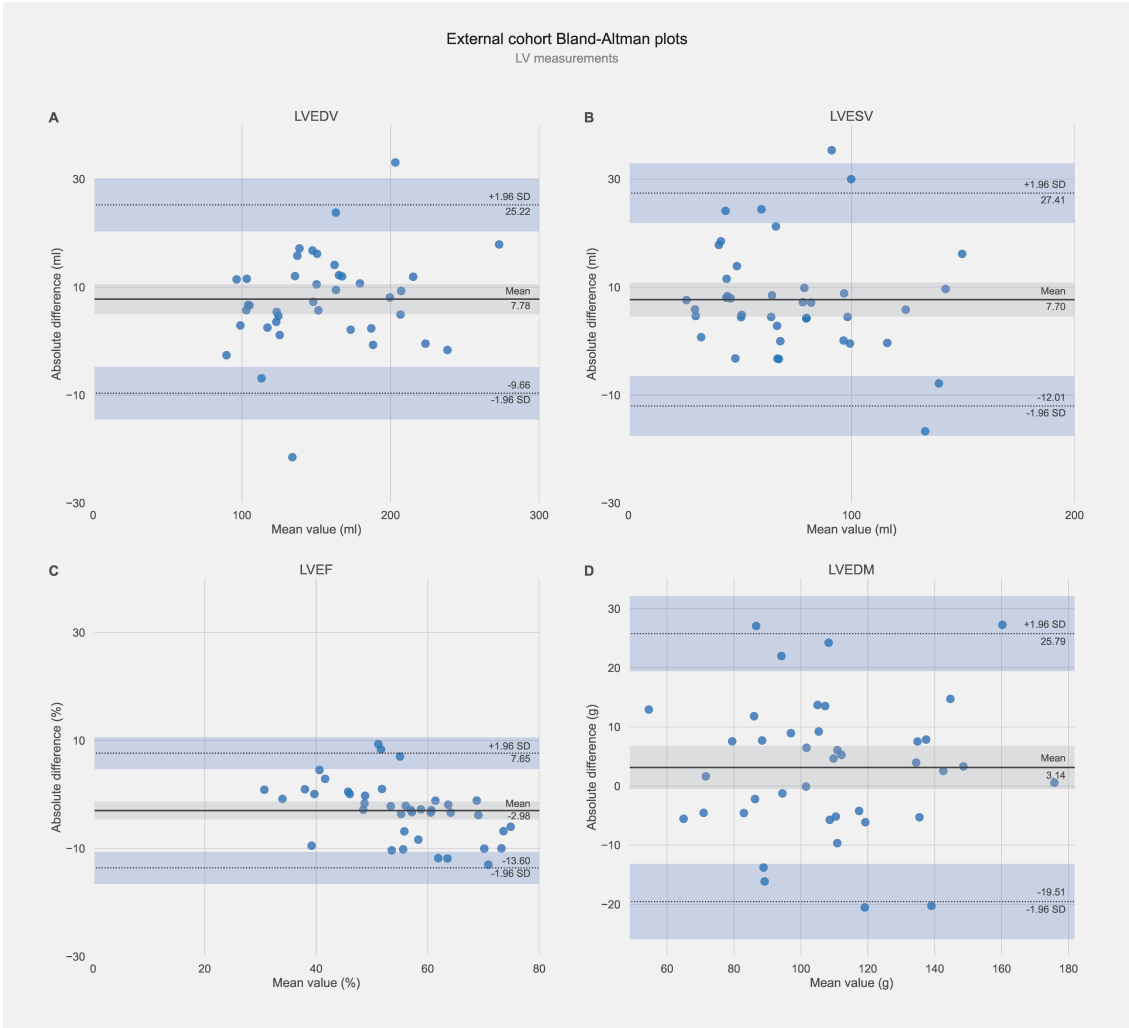 External cohort Bland-Altman plots
LV measurements
A
LVEDV
30
10
−10
−30
0
100
200
300
Absolute difference (ml)
Mean value (ml)
+1.96 SD
25.22
Mean
7.78
-9.66
-1.96 SD
B
LVESV
30
10
−10
−30
0
100
200
Absolute difference (ml)
Mean value (ml)
+1.96 SD
27.41
Mean
7.70
-12.01
-1.96 SD
C
LVEF
30
10
−10
−30
0
20
40
60
80
Absolute difference (%)
Mean value (%)
+1.96 SD
7.65
Mean
-2.98
-13.60
-1.96 SD
D
LVEDM
30
20
10
0
−10
−20
60
80
100
120
140
160
180
Absolute difference (g)
Mean value (g)
+1.96 SD
25.79
Mean
3.14
-19.51
-1.96 SD